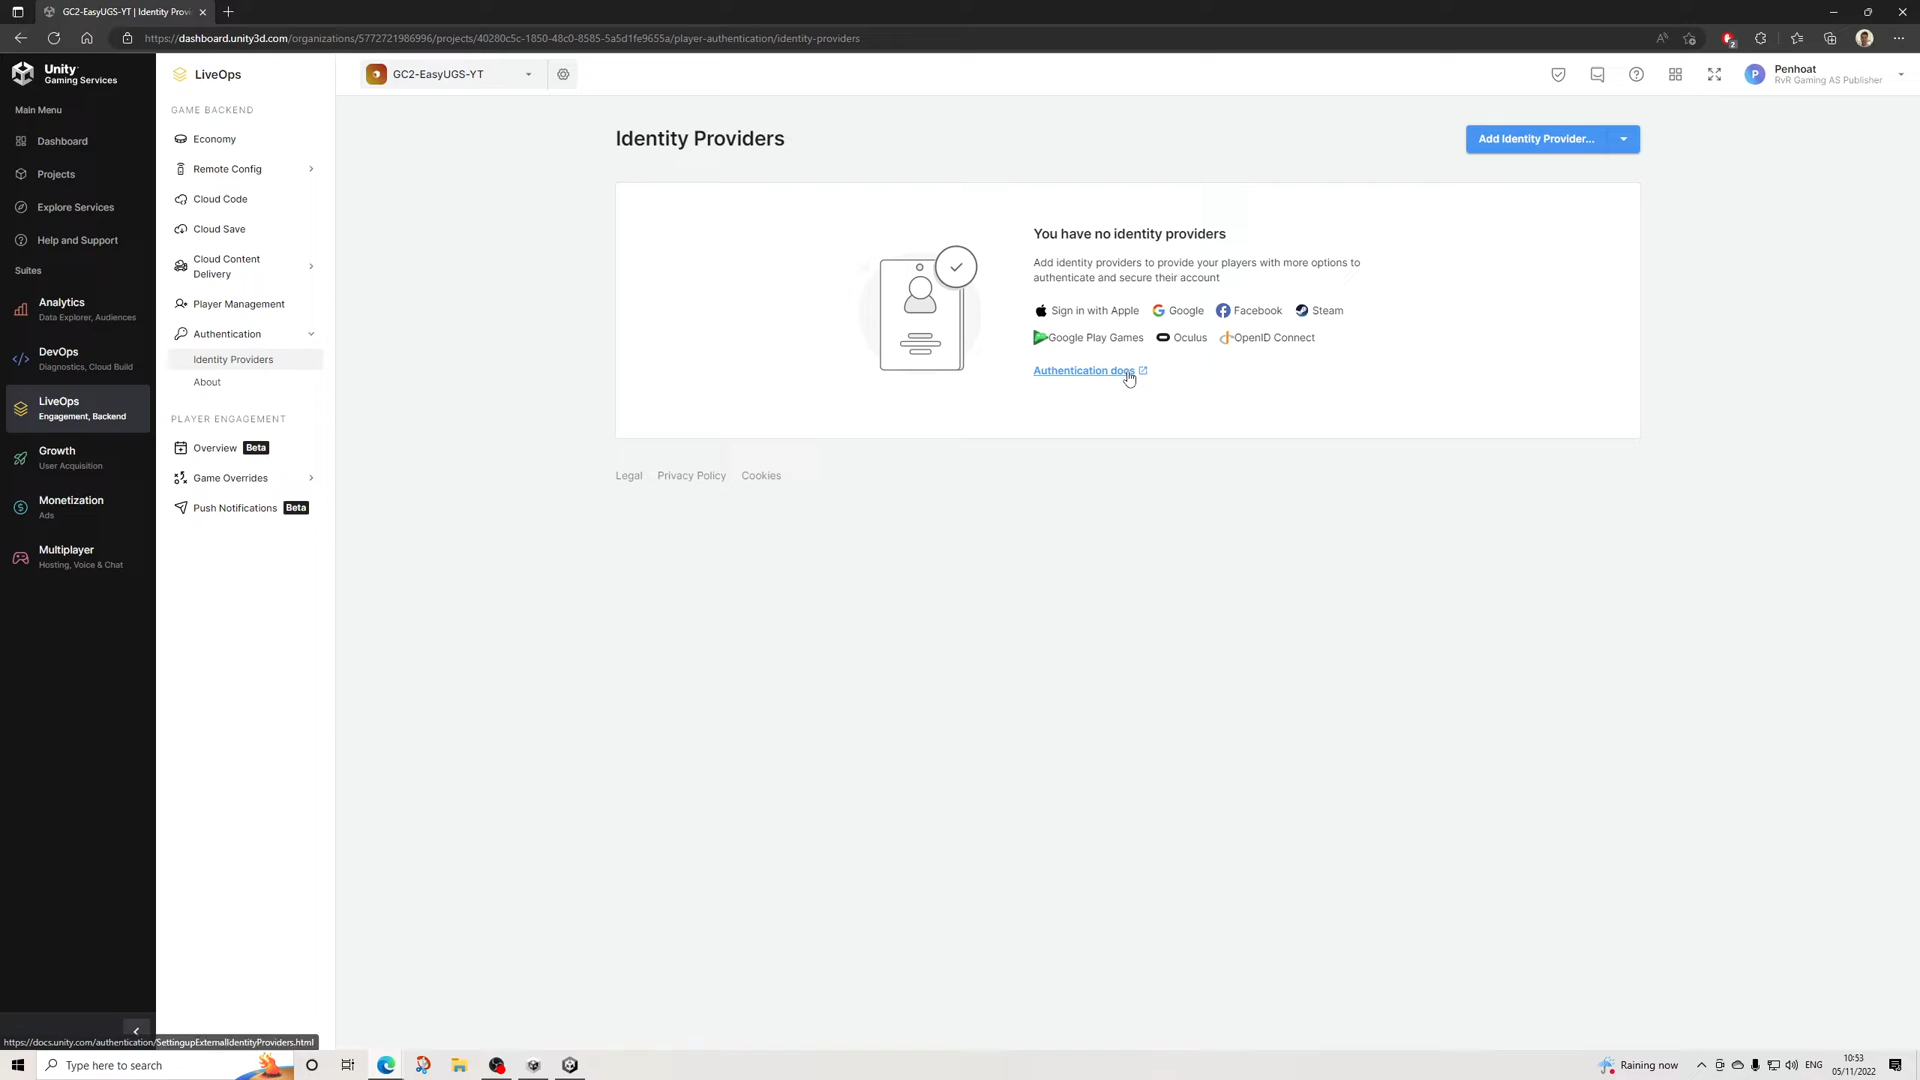 GC2-EasyUGS-YT | Identity Provi
https://dashboard.unity3d.com/organizations/5772721986996/projects/40280c5c-1850-48c0-8585-5a5d1fe9655a/player-authentication/identity-providers
2
Unity
Gaming Services
LiveOps
GC2-EasyUGS-YT
P
Penhoat
RvR Gaming AS Publisher
Main Menu
Dashboard
Projects
Explore Services
Help and Support
Suites
Analytics
Data Explorer, Audiences
DevOps
Diagnostics, Cloud Build
LiveOps
Engagement, Backend
Growth
User Acquisition
Monetization
Ads
Multiplayer
Hosting, Voice & Chat
GAME BACKEND
Economy
Remote Config
Cloud Code
Cloud Save
Cloud Content
Delivery
Player Management
Authentication
Identity Providers
About
PLAYER ENGAGEMENT
Overview Beta
Game Overrides
Push Notifications Beta
Identity Providers
Add Identity Provider...
You have no identity providers
Add identity providers to provide your players with more options to
authenticate and secure their account
Sign in with Apple Google Facebook Steam
Google Play Games Oculus OpenID Connect
Authentication docs
Legal Privacy Policy Cookies
https://docs.unity.com/authentication/SettingupExternalIdentityProviders.html
Type here to search
Raining now
ENG
10:53
05/11/2022